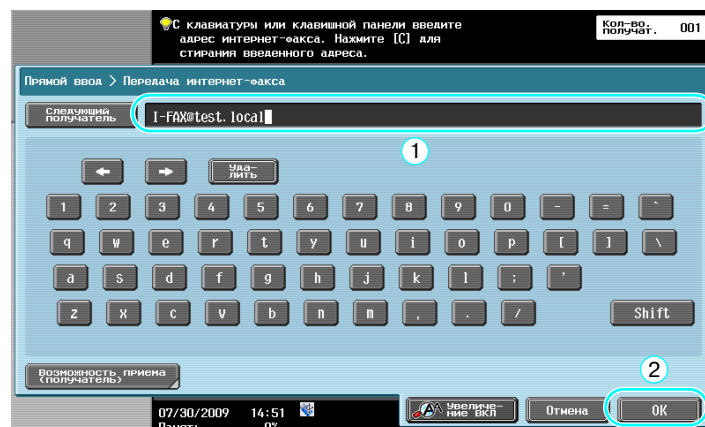 С клавиатуры или клавишной панели введите
адрес интернет-факса. Нажмите [C] для
стирания введенного адреса.
Кол-во.
получат. 001
Прямой ввод > Передача интернет-факса
Следующий
получатель
I-FAX@test.local
1
← → Уда-
лить
1 2 3 4 5 6 7 8 9 0 - = `
q w e r t y u i o p [ ] \
a s d f g h j k l ; '
z x c v b n m , . / Shift
Возможность приема
(получатель)
2
07/30/2009 14:51
Увеличе-
ние ВКЛ
Отмена
OK
Память 0%